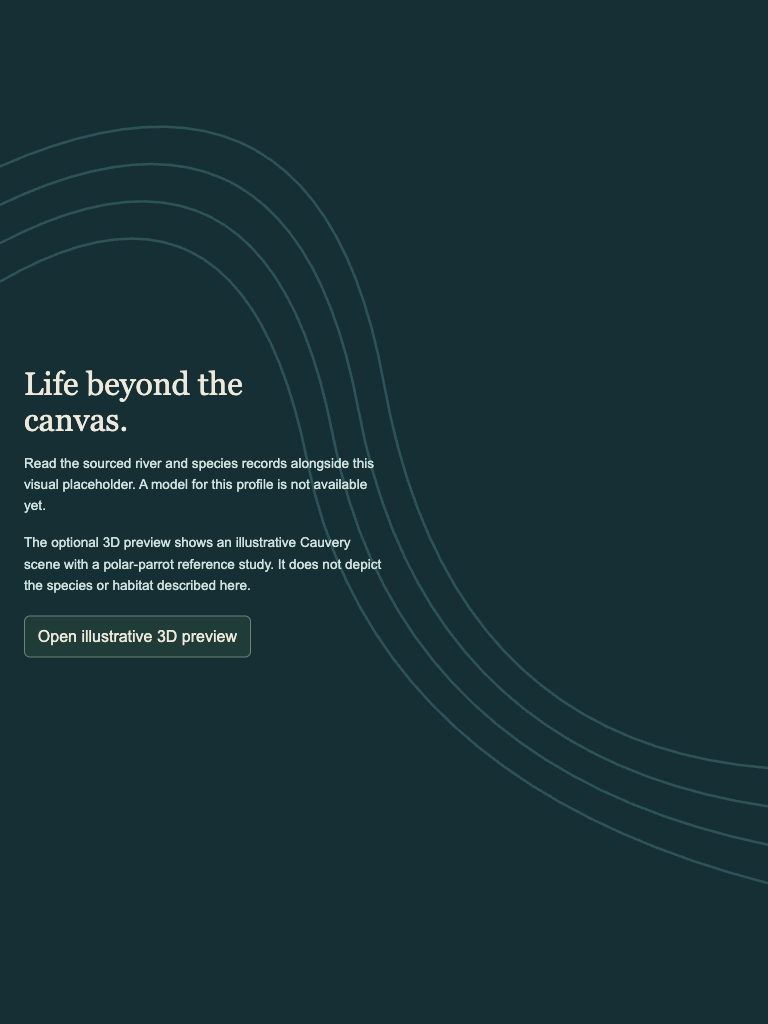 Life beyond the
canvas.
Read the sourced river and species records alongside this
visual placeholder. A model for this profile is not available
yet.
The optional 3D preview shows an illustrative Cauvery
scene with a polar-parrot reference study. It does not depict
the species or habitat described here.
Open illustrative 3D preview